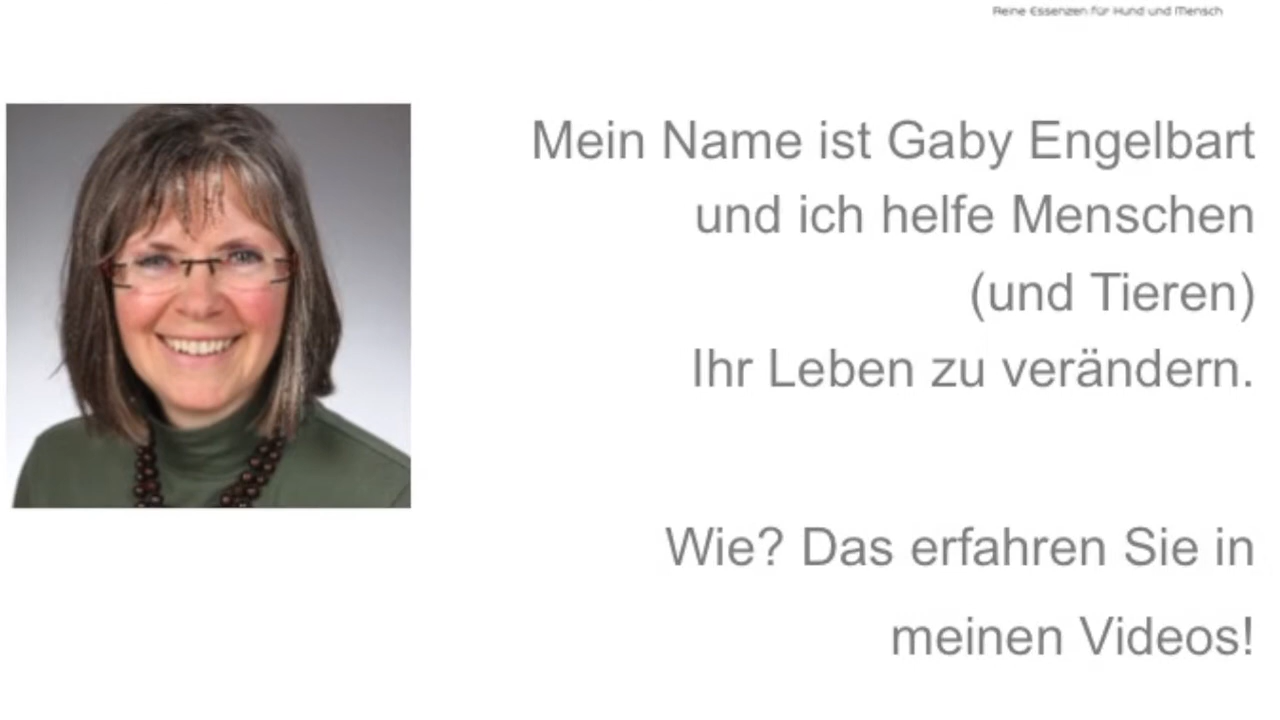 Reine Essenzen für Hund und Mensch
Mein Name ist Gaby Engelbart
und ich helfe Menschen
(und Tieren)
Ihr Leben zu verändern.
Wie? Das erfahren Sie in
meinen Videos!